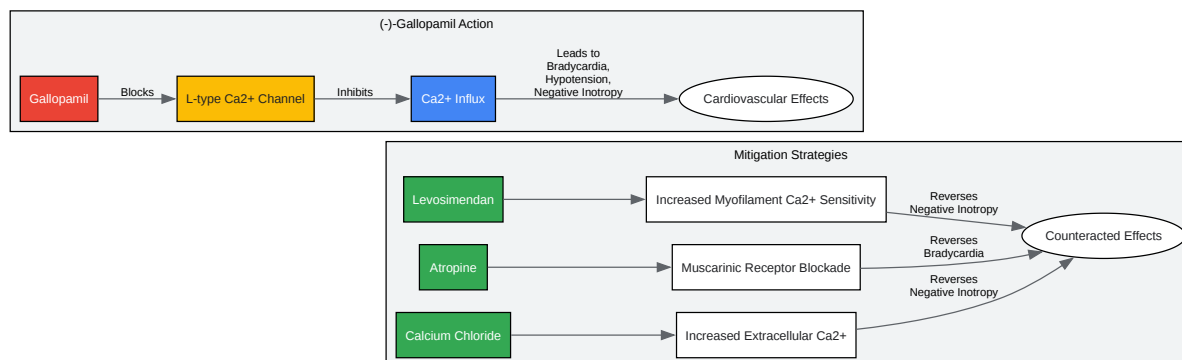 (-)-Gallopamil Action
Gallopamil
Blocks
L-type Ca2+ Channel
Inhibits
Ca2+ Influx
Leads to
Bradycardia,
Hypotension,
Negative Inotropy
Cardiovascular Effects
Mitigation Strategies
Levosimendan
Increased Myofilament Ca2+ Sensitivity
Reverses
Negative Inotropy
Atropine
Muscarinic Receptor Blockade
Reverses
Bradycardia
Calcium Chloride
Increased Extracellular Ca2+
Reverses
Negative Inotropy
Counteracted Effects